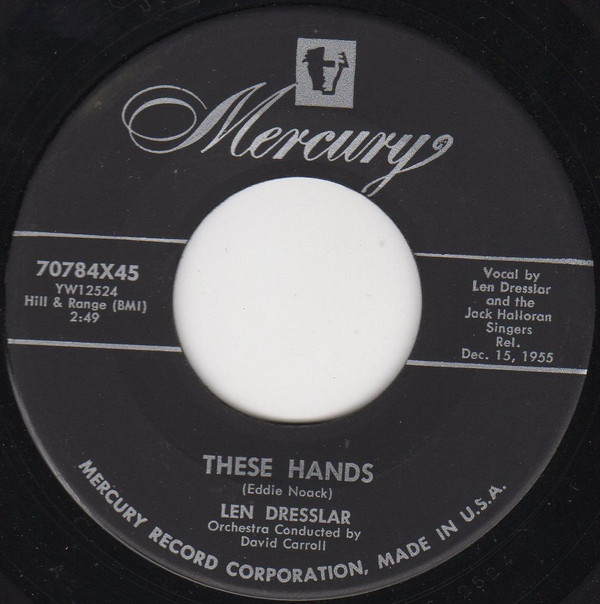 Mercury
70784X45
YW12524
Hill & Range (BMI)
2:49
Vocal by
Len Dresslar
and the
Jack Halloran
Singers
Rel.
Dec. 15, 1955
THESE HANDS
(Eddie Noack)
LEN DRESSLAR
Orchestra Conducted by
David Carroll
MERCURY RECORD CORPORATION, MADE IN U.S.A.